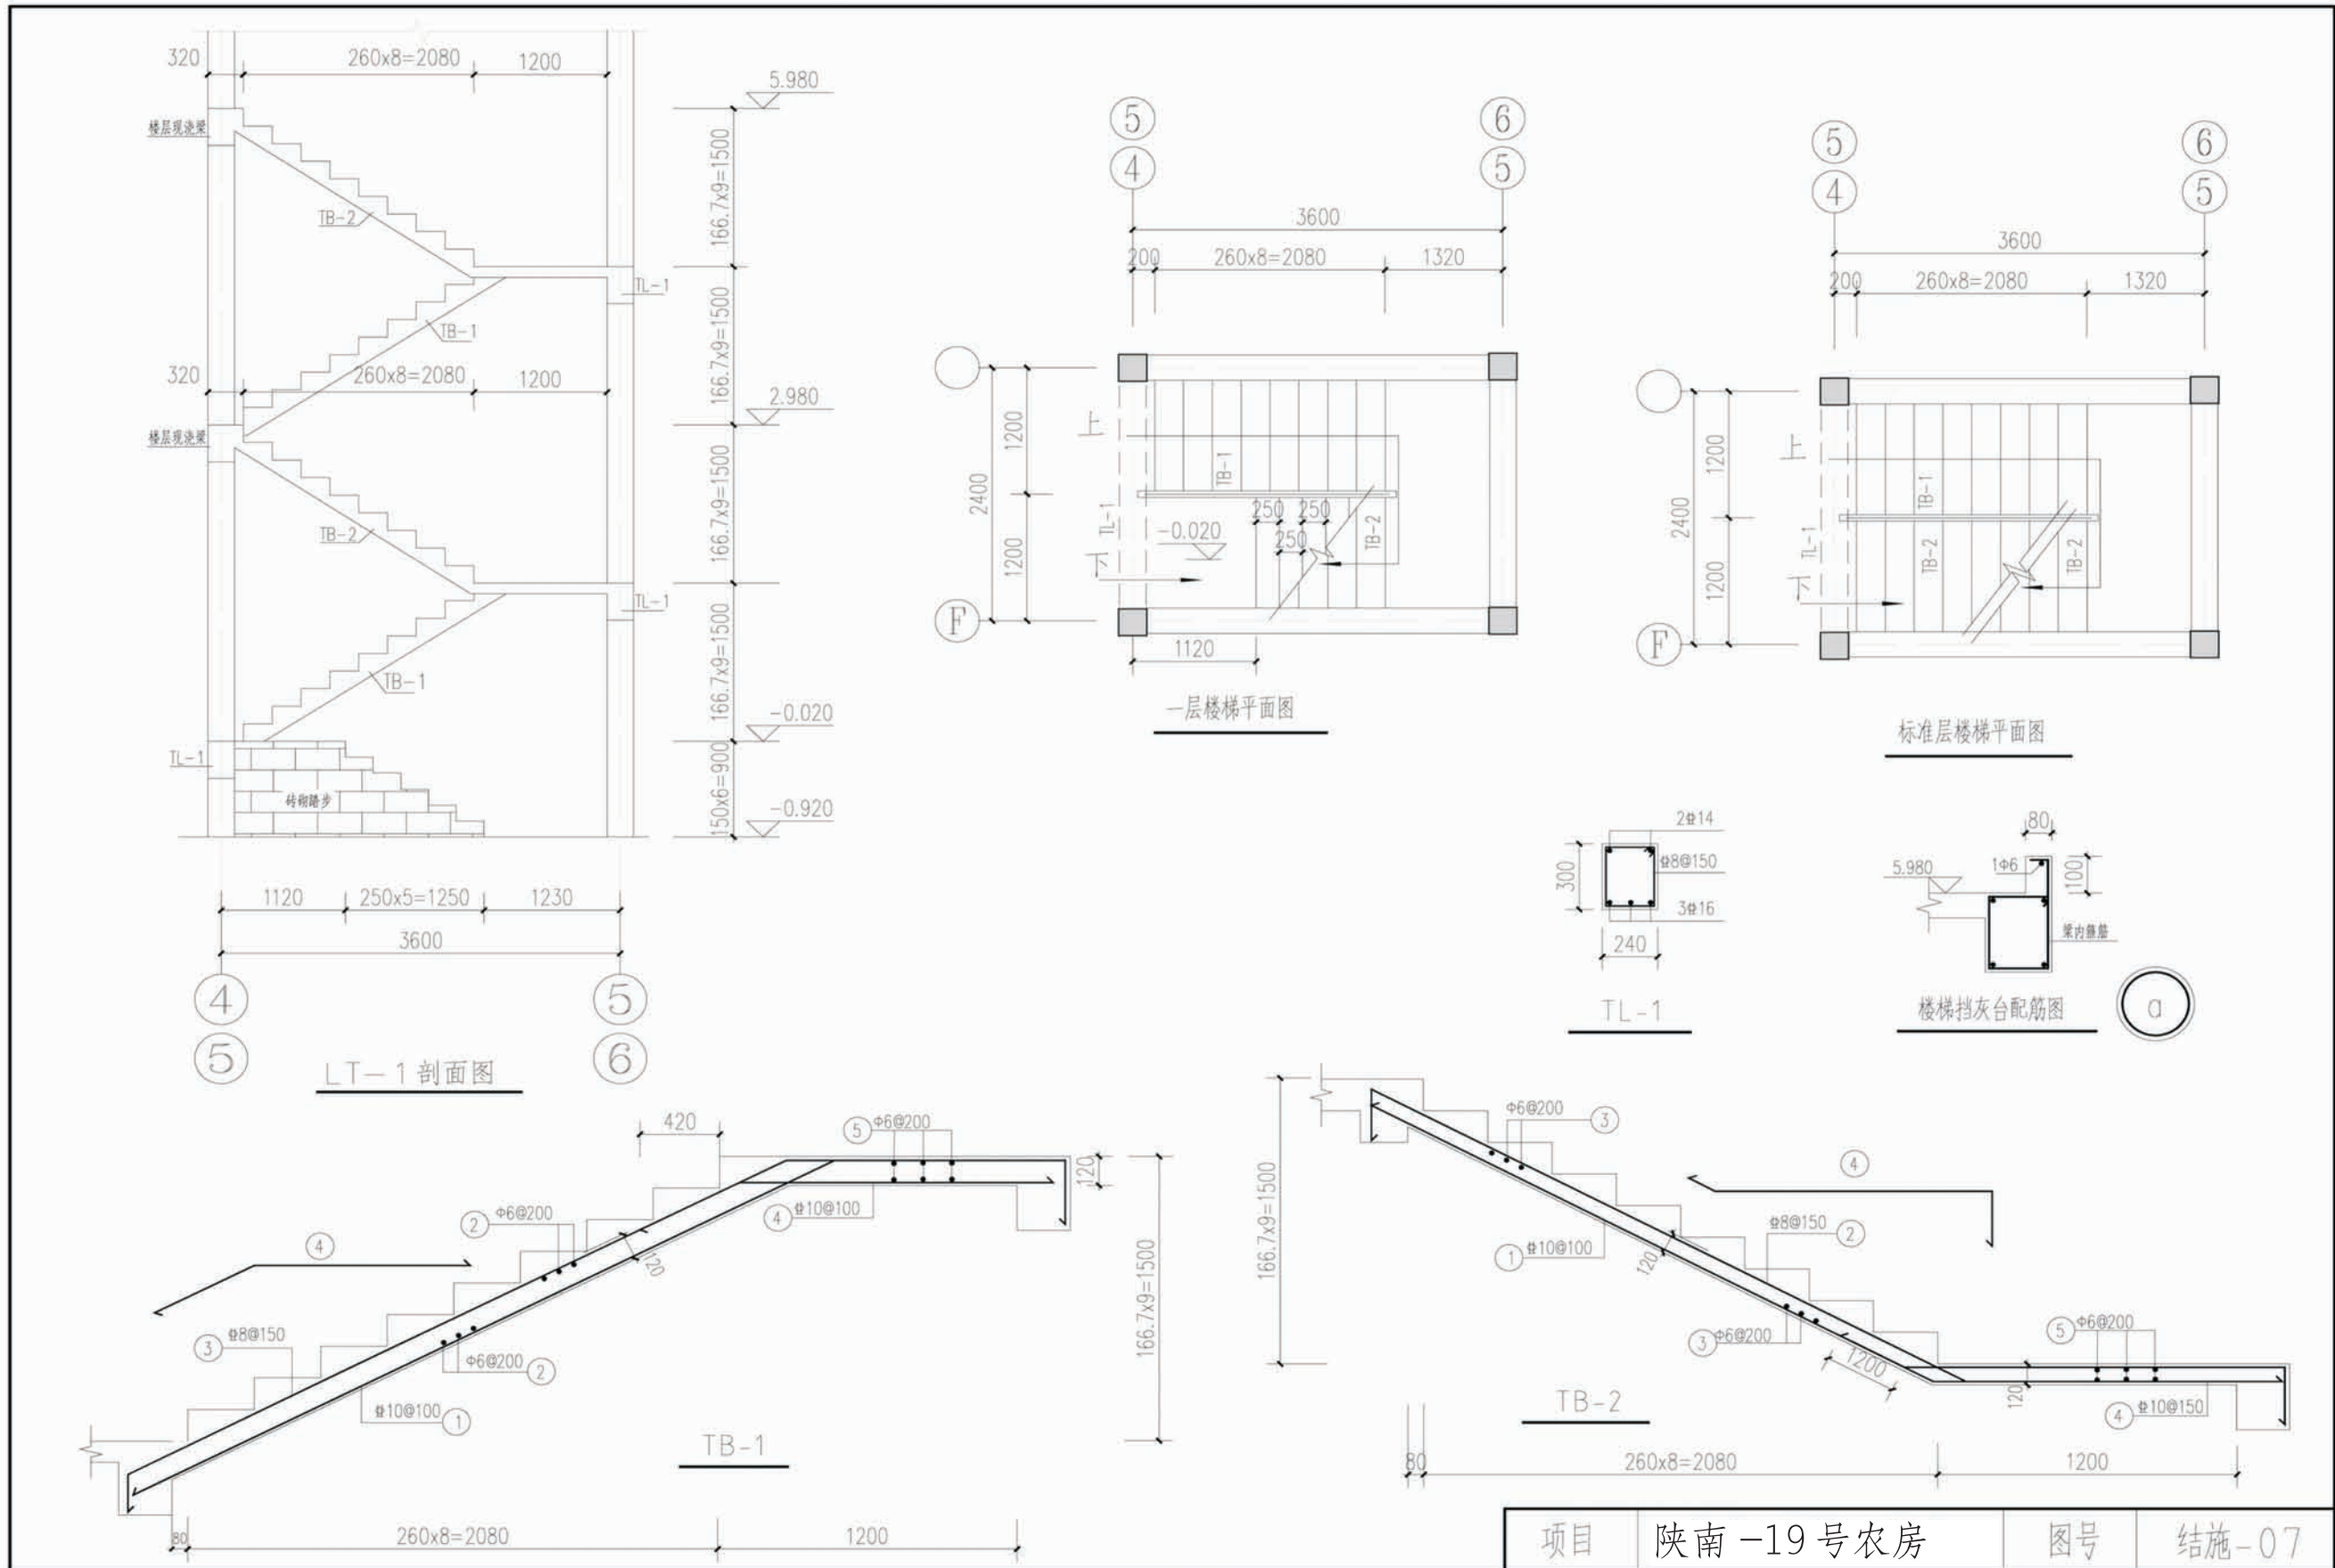 320
260x8=2080
1200
5.980
楼层现浇梁
TB-2
166.7x9=1500
TL-1
TB-1
166.7x9=1500
320
260x8=2080
1200
2.980
楼层现浇梁
TB-2
166.7x9=1500
TL-1
TB-1
166.7x9=1500
-0.020
TL-1
砖砌踏步
150x6=900
-0.920
1120
250x5=1250
1230
3600
4
5
5
6
LT-1剖面图
5
4
6
5
3600
200
260x8=2080
1320
1200
2400
1200
F
上
TB-1
TL-1
-0.020
下
250
250
250
TB-2
1120
一层楼梯平面图
5
4
6
5
3600
200
260x8=2080
1320
1200
2400
1200
F
上
TB-1
TL-1
下
TB-2
TB-2
标准层楼梯平面图
2⌽14
⌽8@150
300
3⌽16
240
TL-1
80
5.980
1Φ6
100
梁内箍筋
楼梯挡灰台配筋图
a
420
5 Φ6@200
120
2 Φ6@200
4 ⌽10@100
4
120
3 ⌽8@150
Φ6@200 2
⌽10@100 1
166.7x9=1500
TB-1
80
260x8=2080
1200
166.7x9=1500
Φ6@200 3
4
1 ⌽10@100
120
⌽8@150 2
3 Φ6@200
1200
5 Φ6@200
120
4 ⌽10@150
TB-2
80
260x8=2080
1200
项目 陕南-19号农房 图号 结施-07